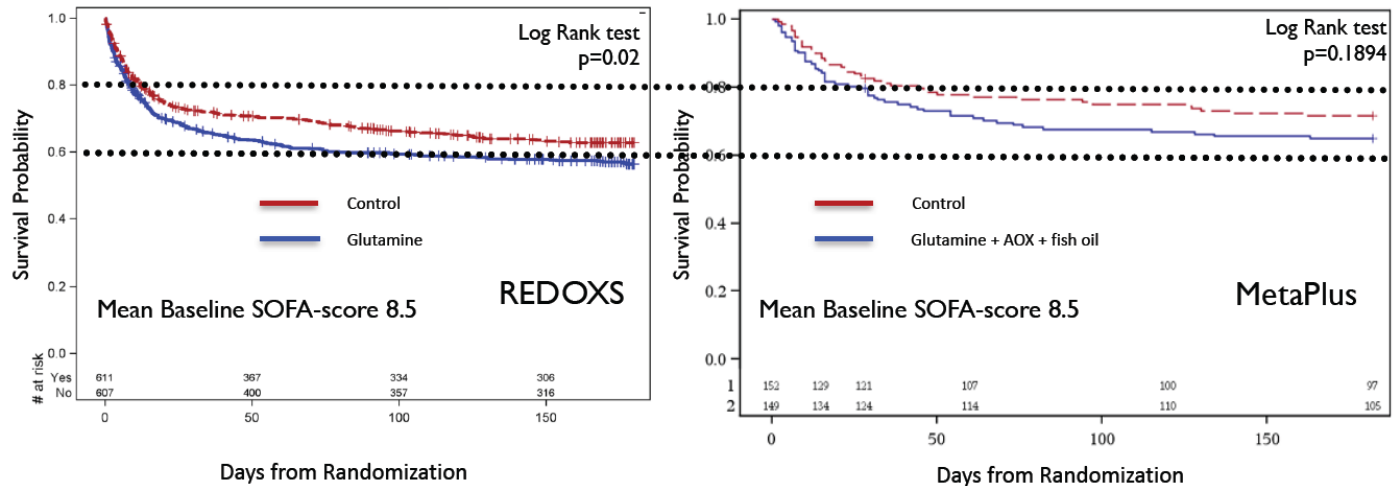 Log Rank test
p=0.02
1.0
0.8
0.6
0.4
0.2
0.0
Survival Probability
Control
Glutamine
REDOXS
Mean Baseline SOFA-score 8.5
# at risk
Yes 611 367 334 306
No 607 400 357 316
0 50 100 150
Days from Randomization
Log Rank test
p=0.1894
1.0
0.8
0.6
0.4
0.2
0.0
Survival Probability
Control
Glutamine + AOX + fish oil
MetaPlus
Mean Baseline SOFA-score 8.5
1 152 129 121 107 100 97
2 149 134 124 114 110 105
0 50 100 150
Days from Randomization